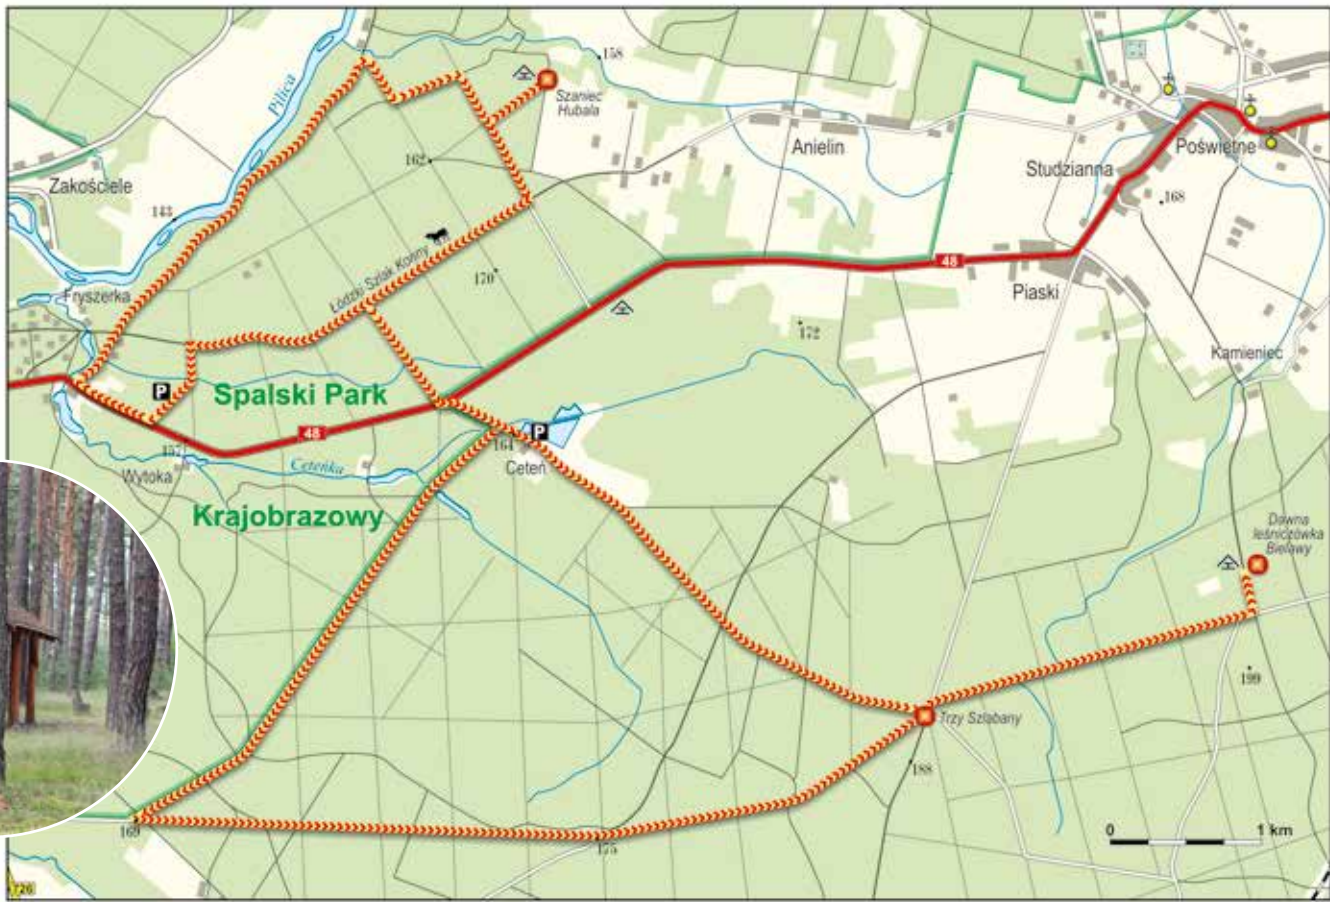 158
Szaniec
Hubala
Pilica
Anielin
Poświętne
Studzianna
162
Zakościele
143
168
Łódzki Szlak Konny
170
48
Piaski
Fryszerka
172
Kamieniec
P
Spalski Park
48
P
164
Ceteń
157
Wytoka
Cetenka
Krajobrazowy
Dawna
leśniczówka
Bielawy
199
Trzy Szlabany
188
169
175
0 1 km
726